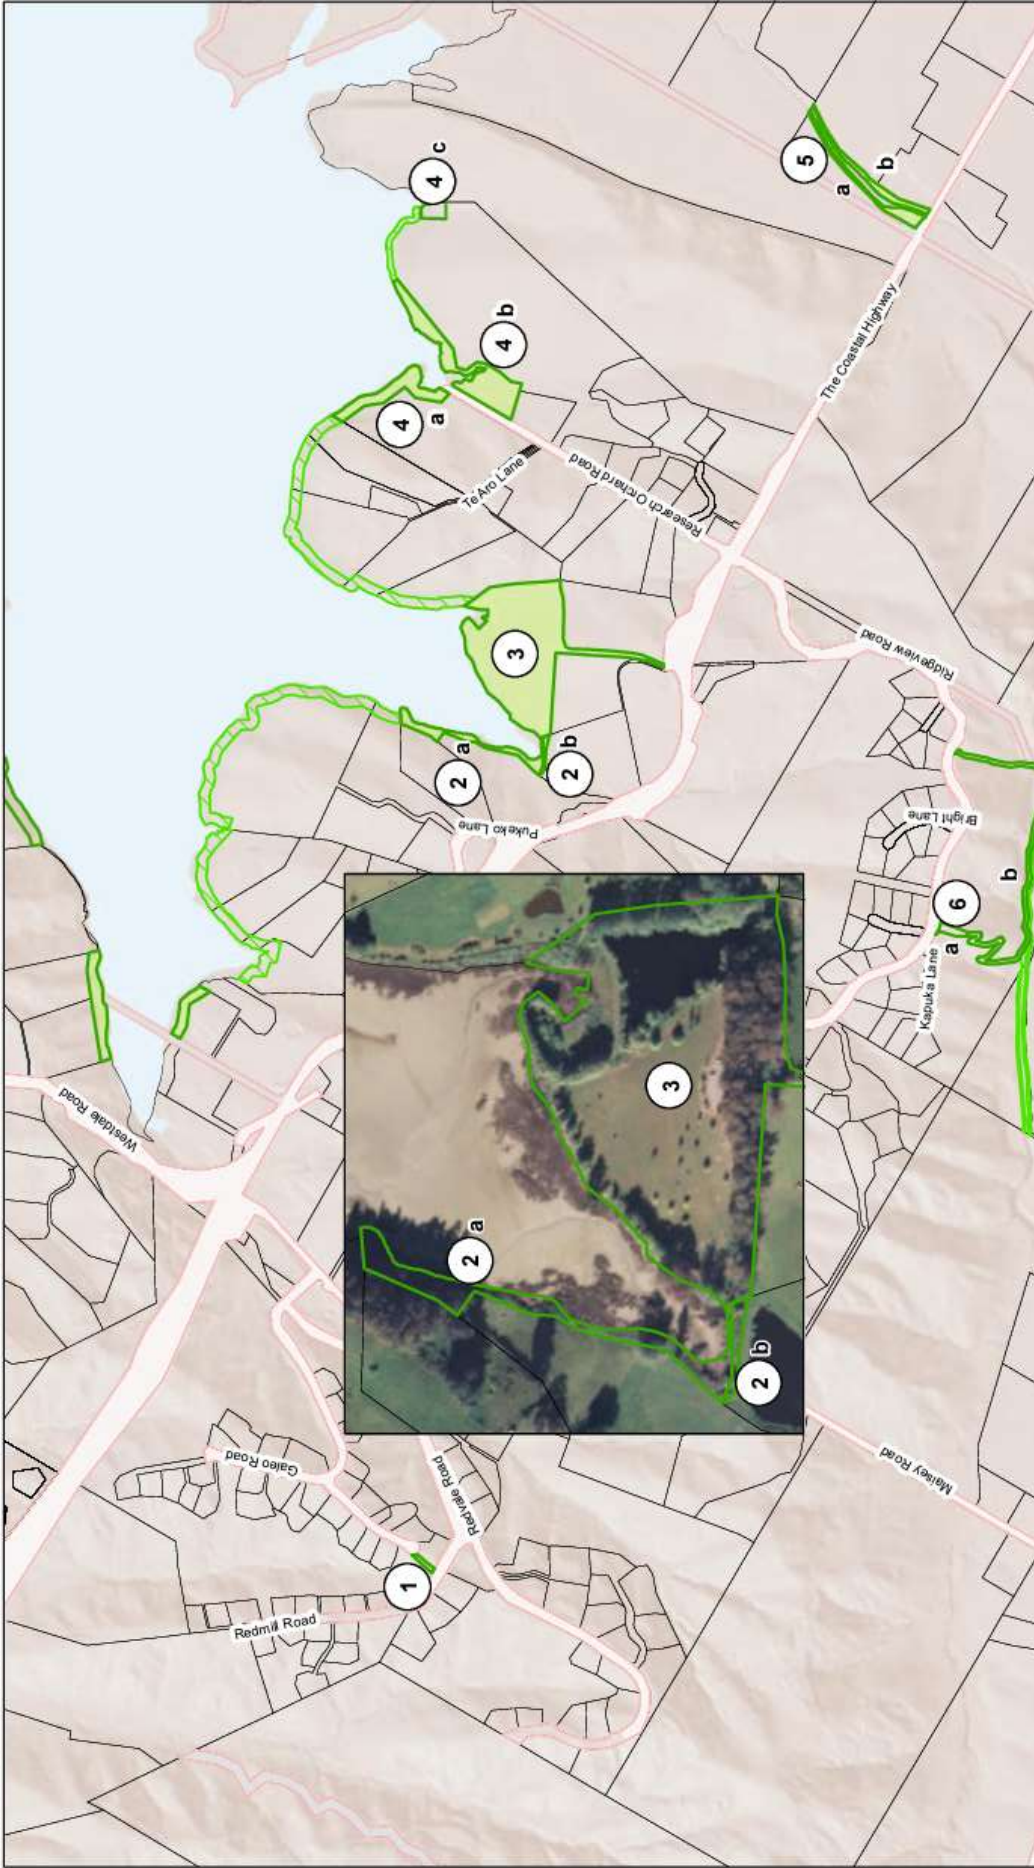 Westdale Road
Galeo Road
Redmill Road
1
Redvale Road
4
a
4 c
2 a
Te Aro Lane
Pukeko Lane
4 b
3
2 b
2 a
3
2 b
Research Orchard Road
5
a
b
The Coastal Highway
Ridgeview Road
Maisey Road
Bright Lane
Kapuka Lane
6
a
b